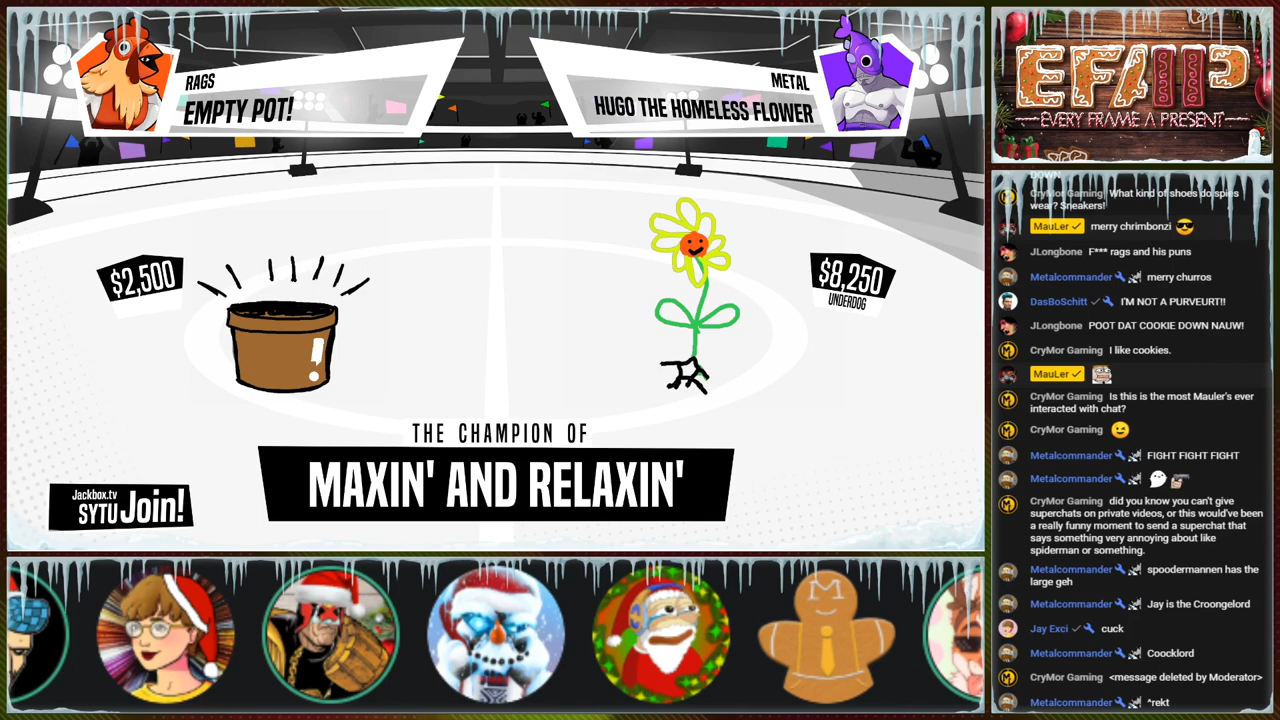 RAGS
EMPTY POT!
METAL
HUGO THE HOMELESS FLOWER
$2,500
$8,250
UNDERDOG
THE CHAMPION OF
MAXIN' AND RELAXIN'
Jackbox.tv
SYTU Join!
EFAP
EVERY FRAME A PRESENT
DOWN
CryMor Gaming What kind of shoes do spies
wear? Sneakers!
MauLer merry chrimbonzi
JLongbone F*** rags and his puns
Metalcommander merry churros
DasBoSchitt I'M NOT A PURVEURT!!
JLongbone POOT DAT COOKIE DOWN NAUW!
CryMor Gaming I like cookies.
MauLer
CryMor Gaming Is this is the most Mauler's ever
interacted with chat?
CryMor Gaming
Metalcommander FIGHT FIGHT FIGHT
Metalcommander
CryMor Gaming did you know you can't give
superchats on private videos, or this would've been
a really funny moment to send a superchat that
says something very annoying about like
spiderman or something.
Metalcommander spoodermannen has the
large geh
Metalcommander Jay is the Croongelord
Jay Exci cuck
Metalcommander Coocklord
CryMor Gaming <message deleted by Moderator>
Metalcommander *rekt
M